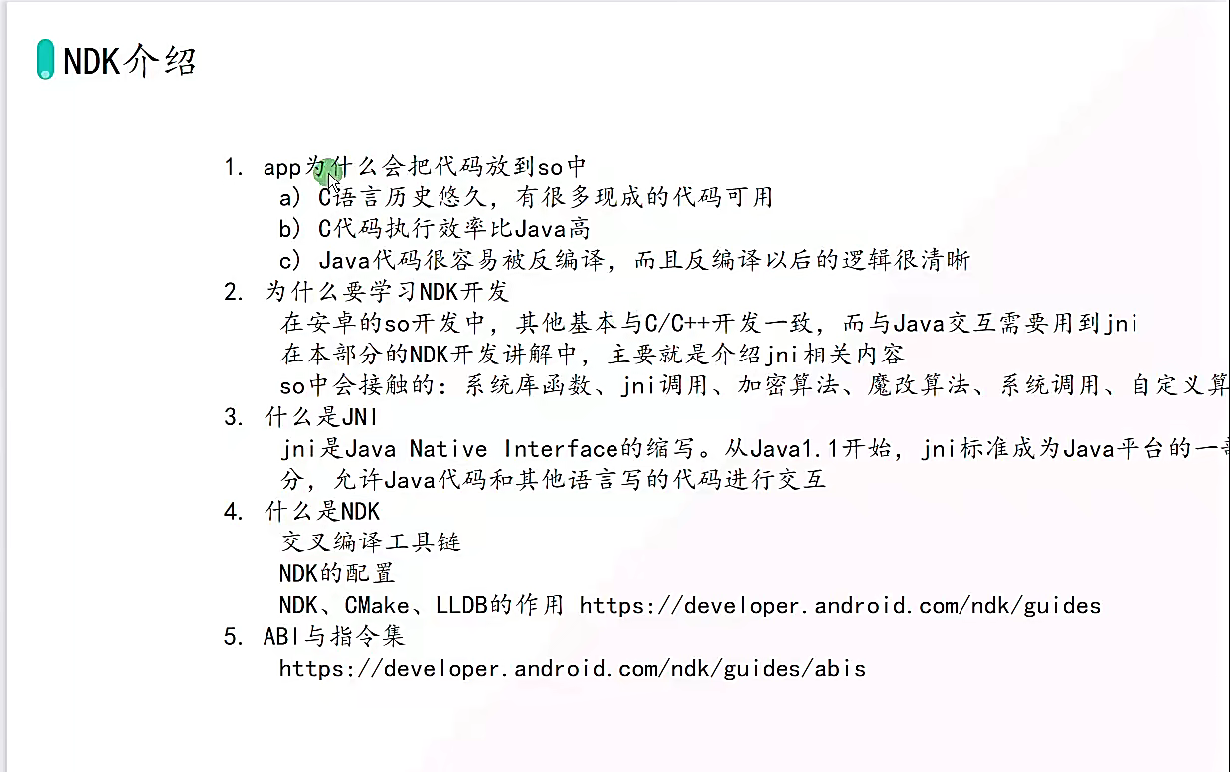 NDK介绍
1. app为什么会把代码放到so中
a) C语言历史悠久，有很多现成的代码可用
b) C代码执行效率比Java高
c) Java代码很容易被反编译，而且反编译以后的逻辑很清晰
2. 为什么要学习NDK开发
在安卓的so开发中，其他基本与C/C++开发一致，而与Java交互需要用到jni
在本部分的NDK开发讲解中，主要就是介绍jni相关内容
so中会接触的：系统库函数、jni调用、加密算法、魔改算法、系统调用、自定义算
3. 什么是JNI
jni是Java Native Interface的缩写。从Java1.1开始，jni标准成为Java平台的一部
分，允许Java代码和其他语言写的代码进行交互
4. 什么是NDK
交叉编译工具链
NDK的配置
NDK、CMake、LLDB的作用 https://developer.android.com/ndk/guides
5. ABI与指令集
https://developer.android.com/ndk/guides/abis